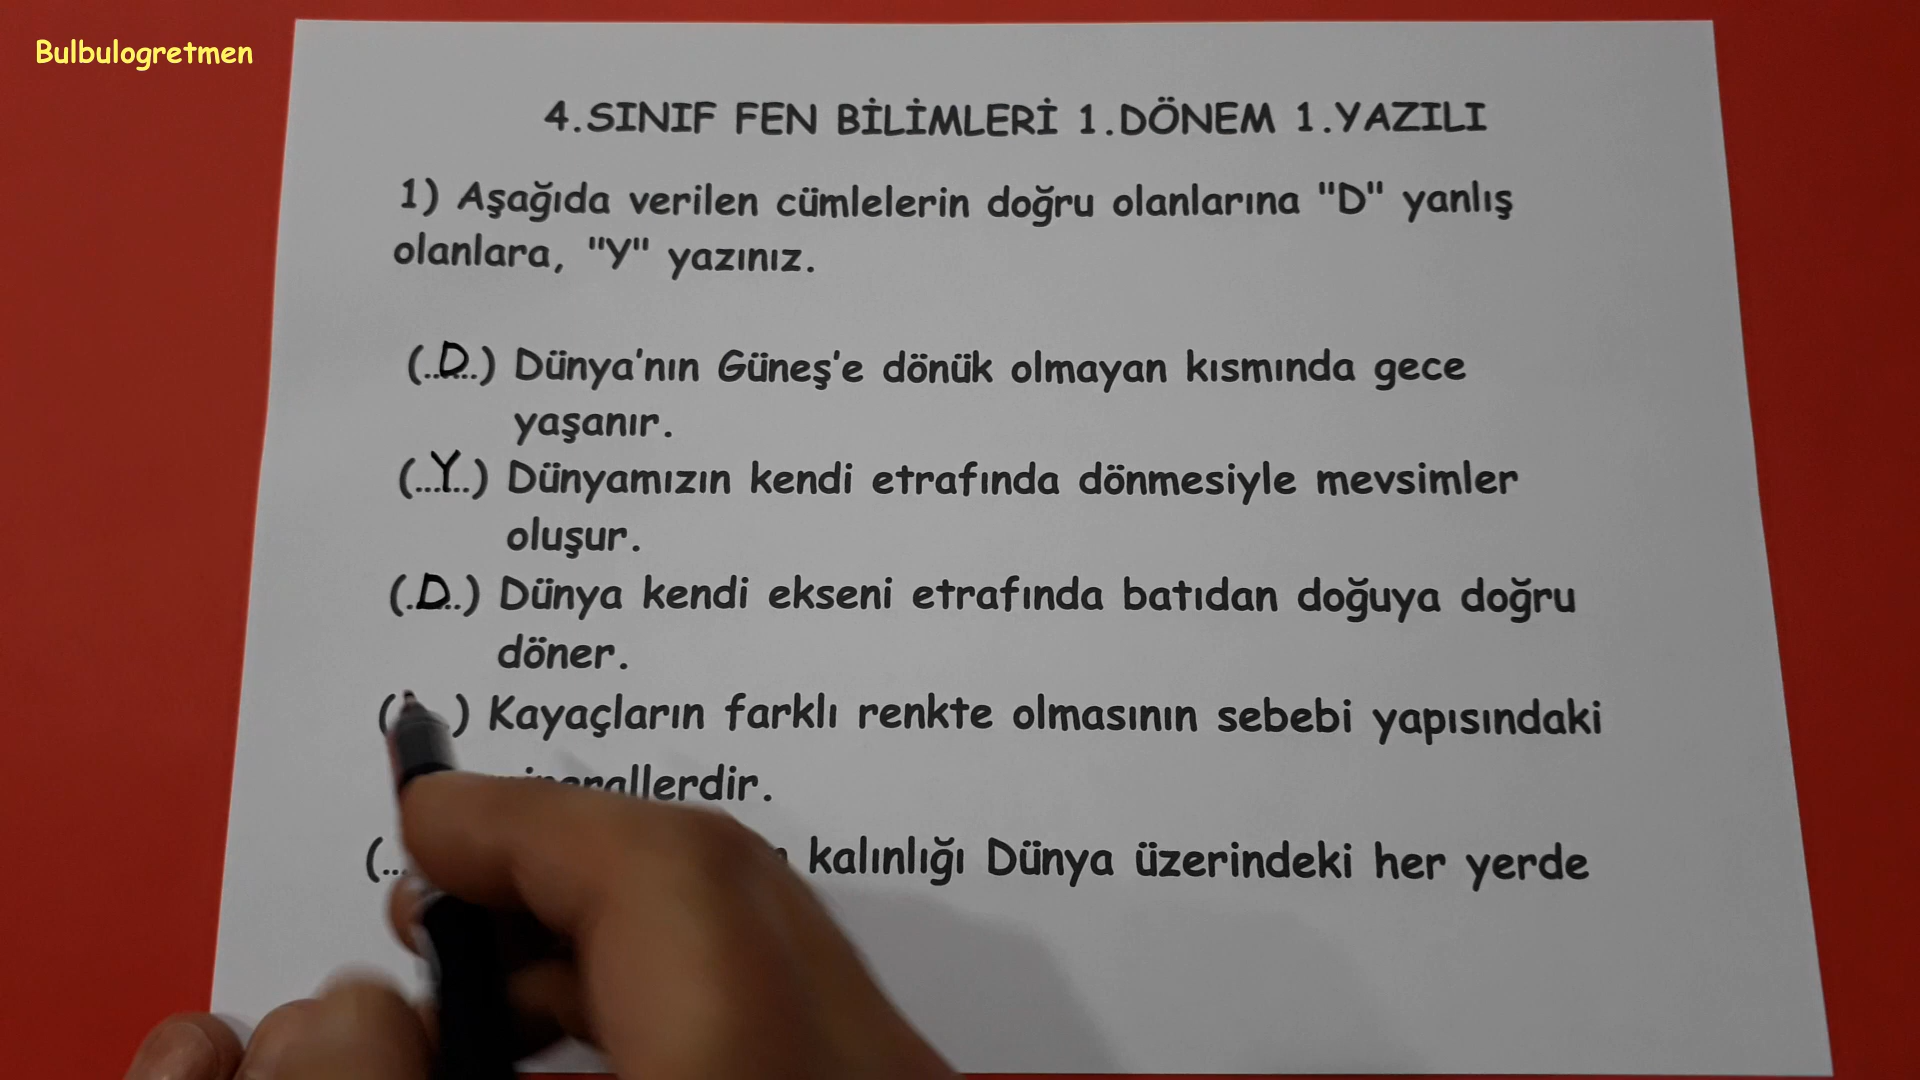 Bulbulogretmen
4.SINIF FEN BİLİMLERİ 1.DÖNEM 1.YAZILI
1) Aşağıda verilen cümlelerin doğru olanlarına "D" yanlış
olanlara, "Y" yazınız.
(..D..) Dünya'nın Güneş'e dönük olmayan kısmında gece
yaşanır.
(...Y..) Dünyamızın kendi etrafında dönmesiyle mevsimler
oluşur.
(.D..) Dünya kendi ekseni etrafında batıdan doğuya doğru
döner.
( ) Kayaçların farklı renkte olmasının sebebi yapısındaki
minerallerdir.
(... kalınlığı Dünya üzerindeki her yerde